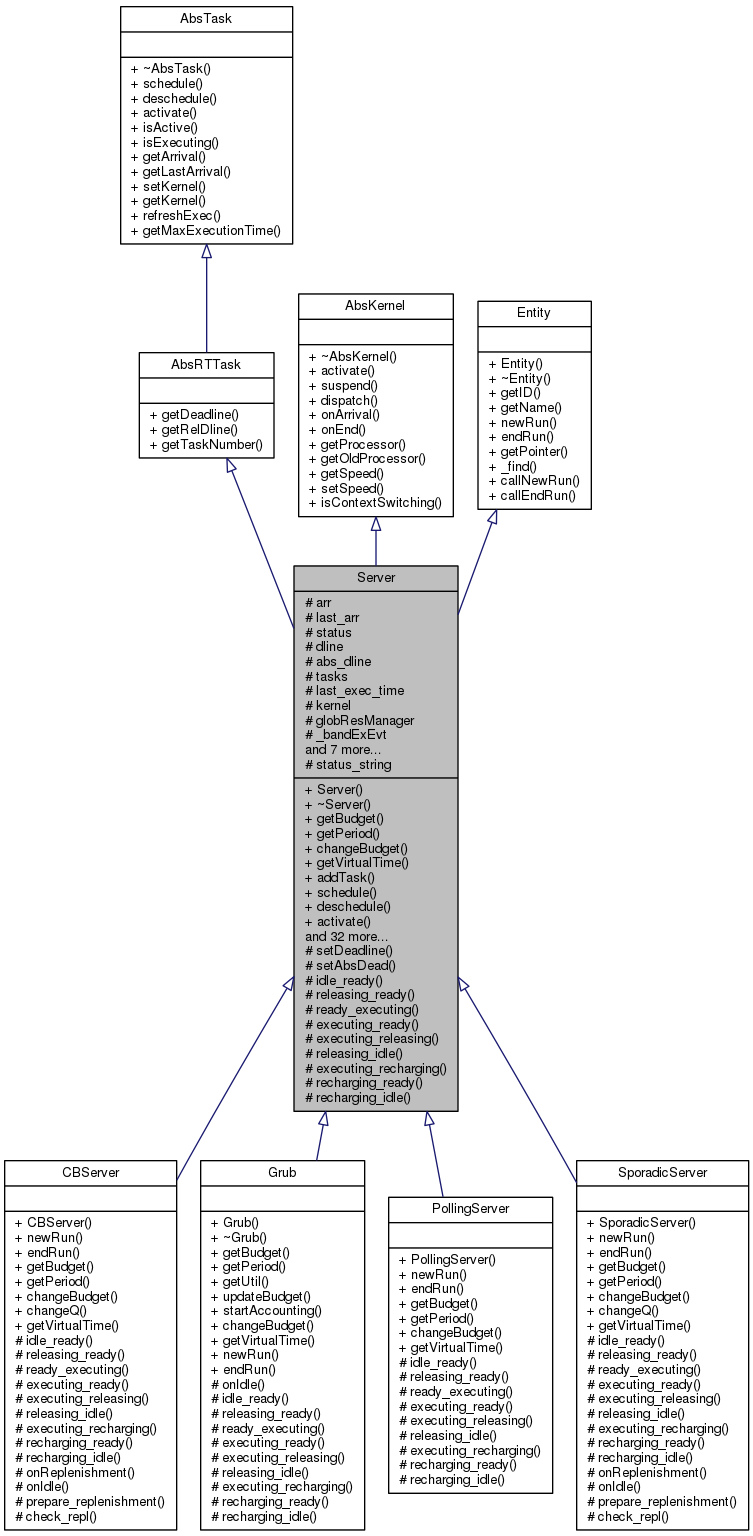 AbsTask
+ ~AbsTask()
+ schedule()
+ deschedule()
+ activate()
+ isActive()
+ isExecuting()
+ getArrival()
+ getLastArrival()
+ setKernel()
+ getKernel()
+ refreshExec()
+ getMaxExecutionTime()
AbsRTTask
+ getDeadline()
+ getRelDline()
+ getTaskNumber()
AbsKernel
+ ~AbsKernel()
+ activate()
+ suspend()
+ dispatch()
+ onArrival()
+ onEnd()
+ getProcessor()
+ getOldProcessor()
+ getSpeed()
+ setSpeed()
+ isContextSwitching()
Entity
+ Entity()
+ ~Entity()
+ getID()
+ getName()
+ newRun()
+ endRun()
+ getPointer()
+ _find()
+ callNewRun()
+ callEndRun()
Server
# arr
# last_arr
# status
# dline
# abs_dline
# tasks
# last_exec_time
# kernel
# globResManager
# _bandExEvt
and 7 more...
# status_string
+ Server()
+ ~Server()
+ getBudget()
+ getPeriod()
+ changeBudget()
+ getVirtualTime()
+ addTask()
+ schedule()
+ deschedule()
+ activate()
and 32 more...
# setDeadline()
# setAbsDead()
# idle_ready()
# releasing_ready()
# ready_executing()
# executing_ready()
# executing_releasing()
# releasing_idle()
# executing_recharging()
# recharging_ready()
# recharging_idle()
CBServer
+ CBServer()
+ newRun()
+ endRun()
+ getBudget()
+ getPeriod()
+ changeBudget()
+ changeQ()
+ getVirtualTime()
# idle_ready()
# releasing_ready()
# ready_executing()
# executing_ready()
# executing_releasing()
# releasing_idle()
# executing_recharging()
# recharging_ready()
# recharging_idle()
# onReplenishment()
# onIdle()
# prepare_replenishment()
# check_repl()
Grub
+ Grub()
+ ~Grub()
+ getBudget()
+ getPeriod()
+ getUtil()
+ updateBudget()
+ startAccounting()
+ changeBudget()
+ getVirtualTime()
+ newRun()
+ endRun()
# onIdle()
# idle_ready()
# releasing_ready()
# ready_executing()
# executing_ready()
# executing_releasing()
# releasing_idle()
# executing_recharging()
# recharging_ready()
# recharging_idle()
PollingServer
+ PollingServer()
+ newRun()
+ endRun()
+ getBudget()
+ getPeriod()
+ changeBudget()
+ getVirtualTime()
# idle_ready()
# releasing_ready()
# ready_executing()
# executing_ready()
# executing_releasing()
# releasing_idle()
# executing_recharging()
# recharging_ready()
# recharging_idle()
SporadicServer
+ SporadicServer()
+ newRun()
+ endRun()
+ getBudget()
+ getPeriod()
+ changeBudget()
+ changeQ()
+ getVirtualTime()
# idle_ready()
# releasing_ready()
# ready_executing()
# executing_ready()
# executing_releasing()
# releasing_idle()
# executing_recharging()
# recharging_ready()
# recharging_idle()
# onReplenishment()
# onIdle()
# prepare_replenishment()
# check_repl()